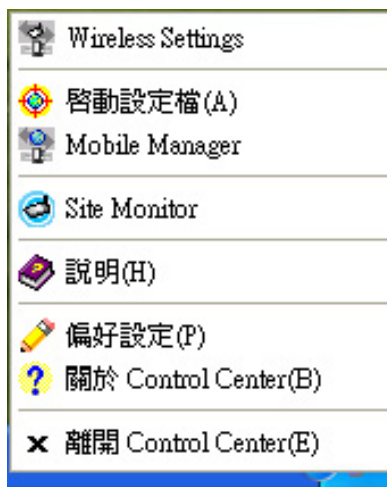 Wireless Settings
啓動設定檔(A)
Mobile Manager
Site Monitor
說明(H)
偏好設定(P)
關於 Control Center(B)
離開 Control Center(E)